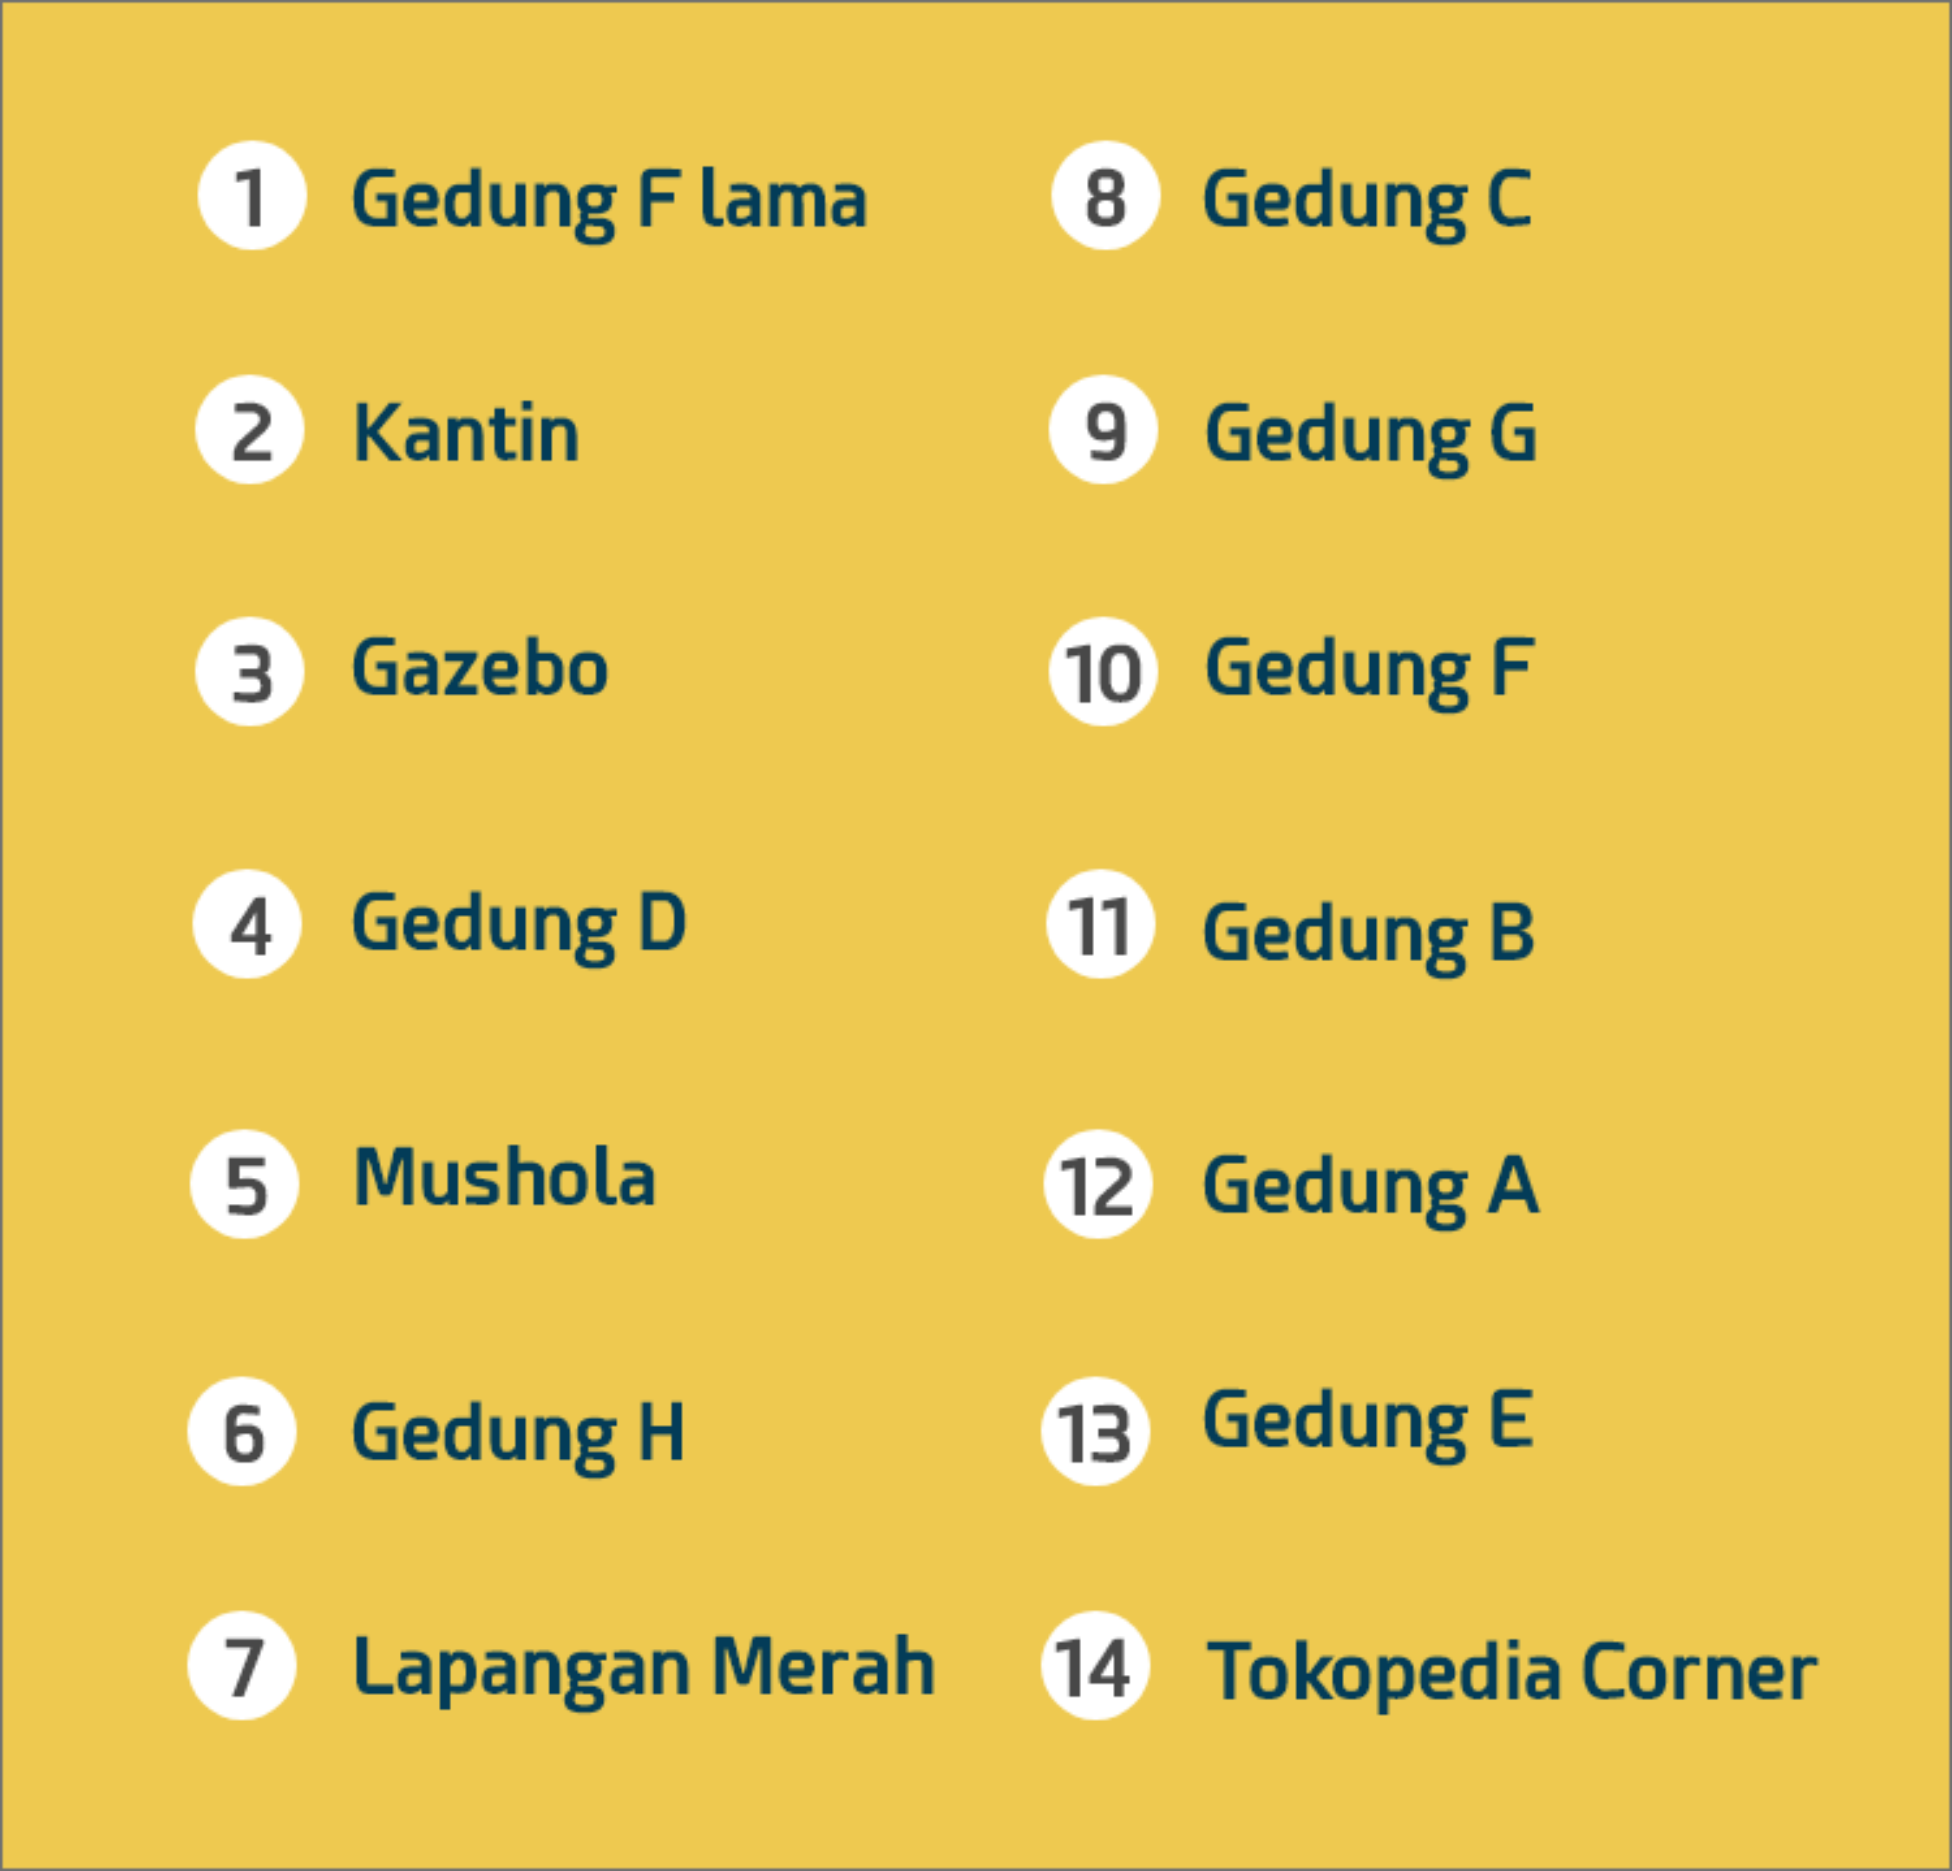 1 Gedung F lama
2 Kantin
3 Gazebo
4 Gedung D
5 Mushola
6 Gedung H
7 Lapangan Merah
8 Gedung C
9 Gedung G
10 Gedung F
11 Gedung B
12 Gedung A
13 Gedung E
14 Tokopedia Corner